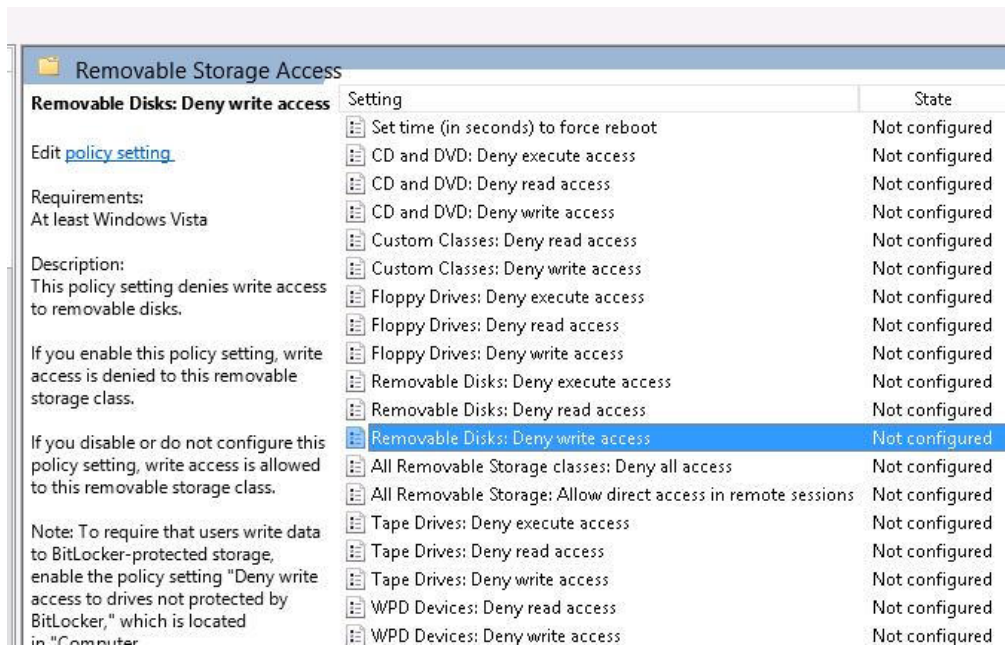 Removable Storage Access
Removable Disks: Deny write access
Edit policy setting
Requirements:
At least Windows Vista
Description:
This policy setting denies write access
to removable disks.
If you enable this policy setting, write
access is denied to this removable
storage class.
If you disable or do not configure this
policy setting, write access is allowed
to this removable storage class.
Note: To require that users write data
to BitLocker-protected storage,
enable the policy setting "Deny write
access to drives not protected by
BitLocker," which is located
in "Computer
Setting State
Set time (in seconds) to force reboot Not configured
CD and DVD: Deny execute access Not configured
CD and DVD: Deny read access Not configured
CD and DVD: Deny write access Not configured
Custom Classes: Deny read access Not configured
Custom Classes: Deny write access Not configured
Floppy Drives: Deny execute access Not configured
Floppy Drives: Deny read access Not configured
Floppy Drives: Deny write access Not configured
Removable Disks: Deny execute access Not configured
Removable Disks: Deny read access Not configured
Removable Disks: Deny write access Not configured
All Removable Storage classes: Deny all access Not configured
All Removable Storage: Allow direct access in remote sessions Not configured
Tape Drives: Deny execute access Not configured
Tape Drives: Deny read access Not configured
Tape Drives: Deny write access Not configured
WPD Devices: Deny read access Not configured
WPD Devices: Deny write access Not configured